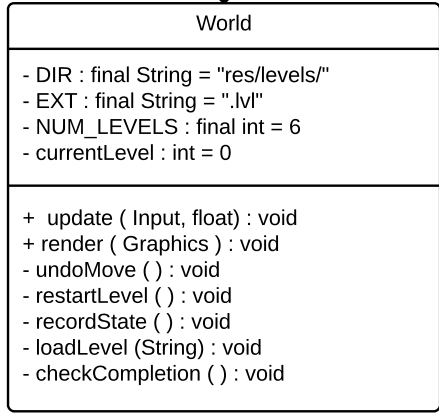 World
- DIR : final String = "res/levels/"
- EXT : final String = ".lvl"
- NUM_LEVELS : final int = 6
- currentLevel : int = 0
+ update ( Input, float) : void
+ render ( Graphics ) : void
- undoMove ( ) : void
- restartLevel ( ) : void
- recordState ( ) : void
- loadLevel (String) : void
- checkCompletion ( ) : void